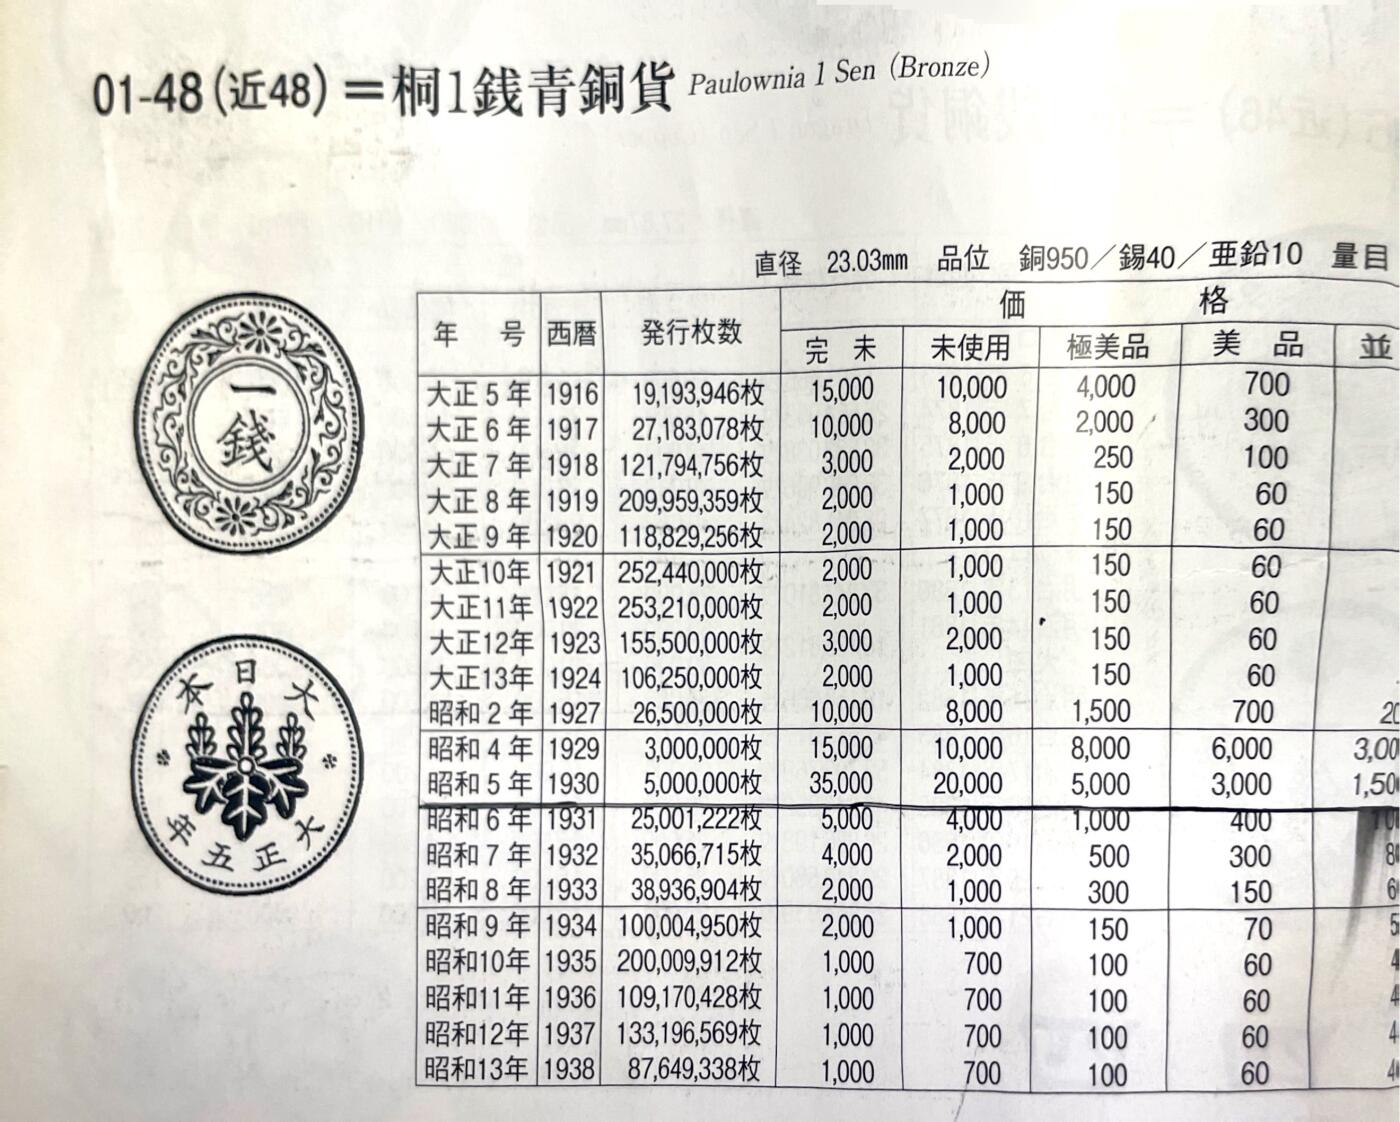 01-48(近48)＝桐1銭青銅貨 Paulownia 1 Sen (Bronze)
直径 23.03mm 品位 銅950／錫40／亜鉛10 量目
年 号 西暦 発行枚数 価 格
完 未 未使用 極美品 美 品 並
大正5年 1916 19,193,946枚 15,000 10,000 4,000 700
大正6年 1917 27,183,078枚 10,000 8,000 2,000 300
大正7年 1918 121,794,756枚 3,000 2,000 250 100
大正8年 1919 209,959,359枚 2,000 1,000 150 60
大正9年 1920 118,829,256枚 2,000 1,000 150 60
大正10年 1921 252,440,000枚 2,000 1,000 150 60
大正11年 1922 253,210,000枚 2,000 1,000 150 60
大正12年 1923 155,500,000枚 3,000 2,000 150 60
大正13年 1924 106,250,000枚 2,000 1,000 150 60
昭和2年 1927 26,500,000枚 10,000 8,000 1,500 700
昭和4年 1929 3,000,000枚 15,000 10,000 8,000 6,000
昭和5年 1930 5,000,000枚 35,000 20,000 5,000 3,000
昭和6年 1931 25,001,222枚 5,000 4,000 1,000 400
昭和7年 1932 35,066,715枚 4,000 2,000 500 300
昭和8年 1933 38,936,904枚 2,000 1,000 300 150
昭和9年 1934 100,004,950枚 2,000 1,000 150 70
昭和10年 1935 200,009,912枚 1,000 700 100 60
昭和11年 1936 109,170,428枚 1,000 700 100 60
昭和12年 1937 133,196,569枚 1,000 700 100 60
昭和13年 1938 87,649,338枚 1,000 700 100 60
一
錢
大日本
大正五年